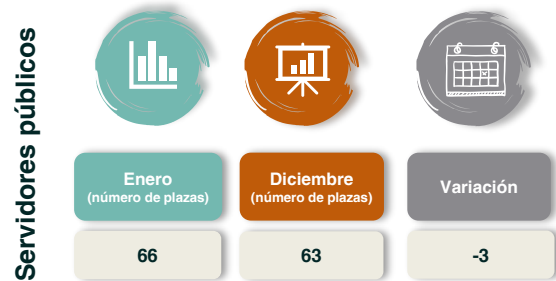 Servidores públicos
Enero
(número de plazas)
Diciembre
(número de plazas)
Variación
66
63
-3